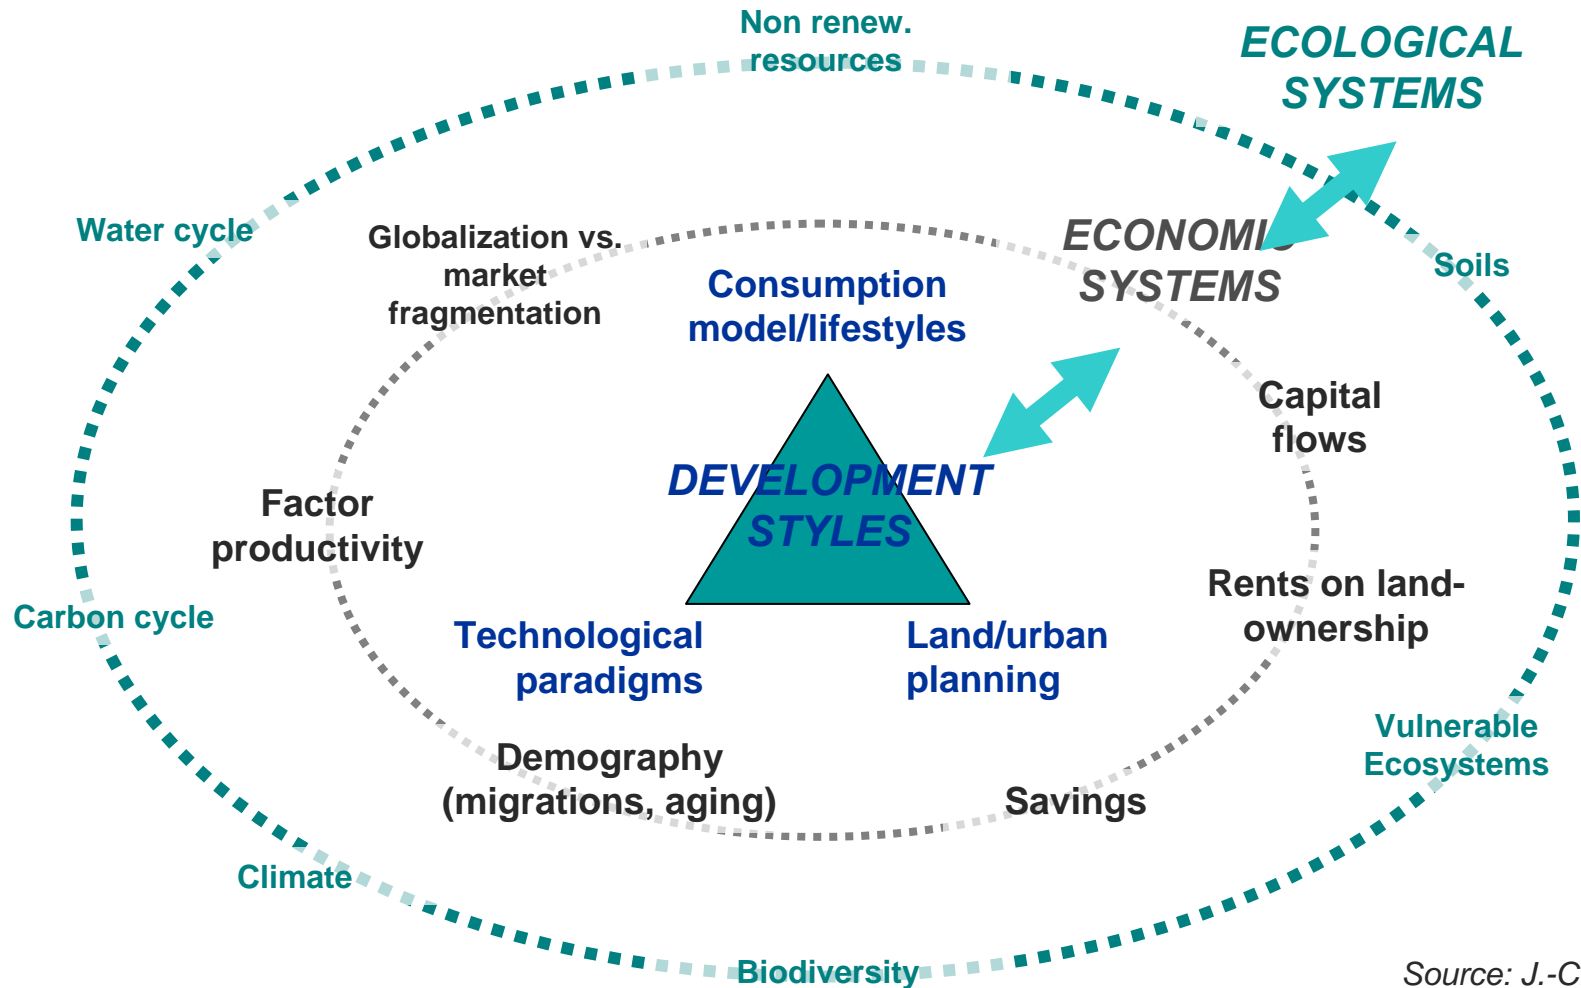 Non renew.
resources
ECOLOGICAL
SYSTEMS
Water cycle
Globalization vs.
market
fragmentation
ECONOMIC
SYSTEMS
Soils
Consumption
model/lifestyles
Capital
flows
DEVELOPMENT
STYLES
Factor
productivity
Rents on land-
ownership
Carbon cycle
Technological
paradigms
Land/urban
planning
Vulnerable
Ecosystems
Demography
(migrations, aging)
Savings
Climate
Biodiversity
Source: J.-C